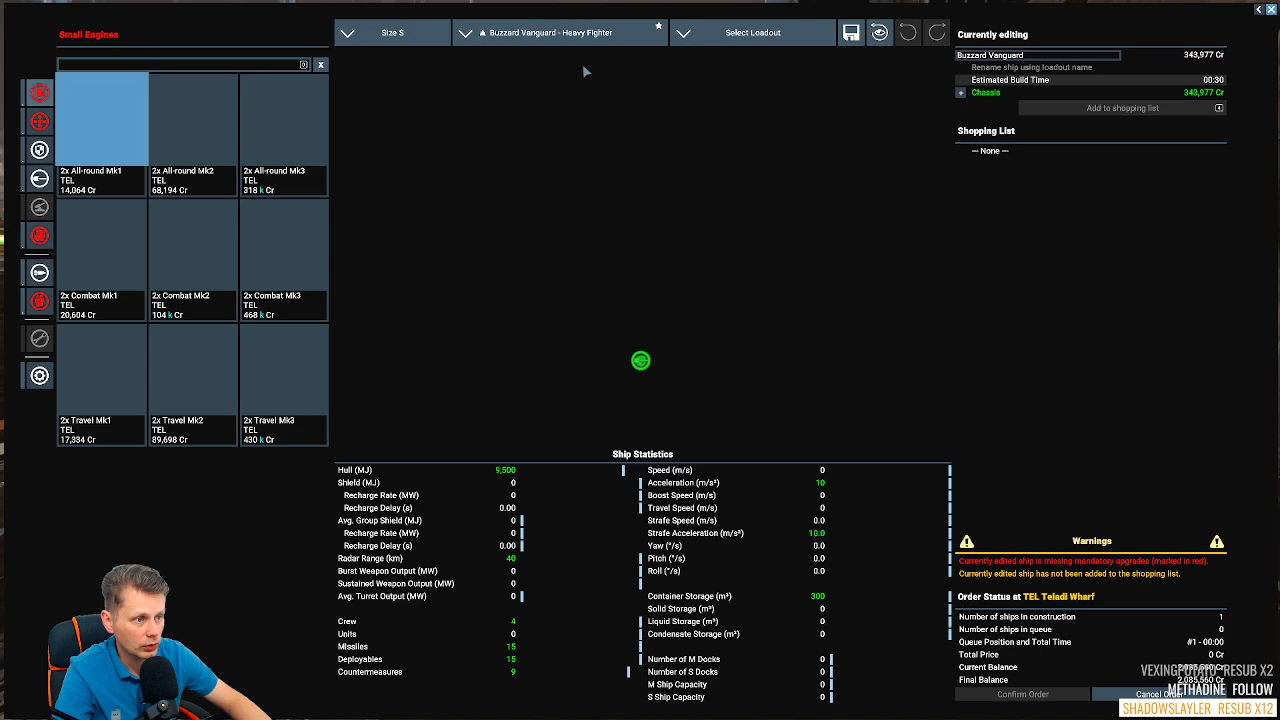 Small Engines
x
2x All-round Mk1
TEL
14,064 Cr
2x All-round Mk2
TEL
68,194 Cr
2x All-round Mk3
TEL
318 k Cr
2x Combat Mk1
TEL
20,604 Cr
2x Combat Mk2
TEL
104 k Cr
2x Combat Mk3
TEL
468 k Cr
2x Travel Mk1
TEL
17,334 Cr
2x Travel Mk2
TEL
89,698 Cr
2x Travel Mk3
TEL
430 k Cr
Size S
Buzzard Vanguard - Heavy Fighter
Select Loadout
Ship Statistics
Hull (MJ) 9,500
Shield (MJ) 0
Recharge Rate (MW) 0
Recharge Delay (s) 0.00
Avg. Group Shield (MJ) 0
Recharge Rate (MW) 0
Recharge Delay (s) 0.00
Radar Range (km) 40
Burst Weapon Output (MW) 0
Sustained Weapon Output (MW) 0
Avg. Turret Output (MW) 0
Crew 4
Units 0
Missiles 15
Deployables 15
Countermeasures 9
Speed (m/s) 0
Acceleration (m/s²) 10
Boost Speed (m/s) 0
Travel Speed (m/s) 0
Strafe Speed (m/s) 0.0
Strafe Acceleration (m/s²) 10.0
Yaw (°/s) 0.0
Pitch (°/s) 0.0
Roll (°/s) 0.0
Container Storage (m³) 300
Solid Storage (m³) 0
Liquid Storage (m³) 0
Condensate Storage (m³) 0
Number of M Docks 0
Number of S Docks 0
M Ship Capacity 0
S Ship Capacity 0
Currently editing
Buzzard Vanguard 343,977 Cr
Rename ship using loadout name
Estimated Build Time 00:30
+ Chassis 343,977 Cr
Add to shopping list
Shopping List
— None —
Warnings
Currently edited ship is missing mandatory upgrades (marked in red).
Currently edited ship has not been added to the shopping list.
Order Status at TEL Teladi Wharf
Number of ships in construction 1
Number of ships in queue 0
Queue Position and Total Time #1 - 00:00
Total Price 0 Cr
Current Balance 2,085,560 Cr
Final Balance 2,085,560 Cr
Confirm Order
Cancel Order
VEXINGPOTATO RESUB X2
METHADINE FOLLOW
SHADOWSLAYLER RESUB X12